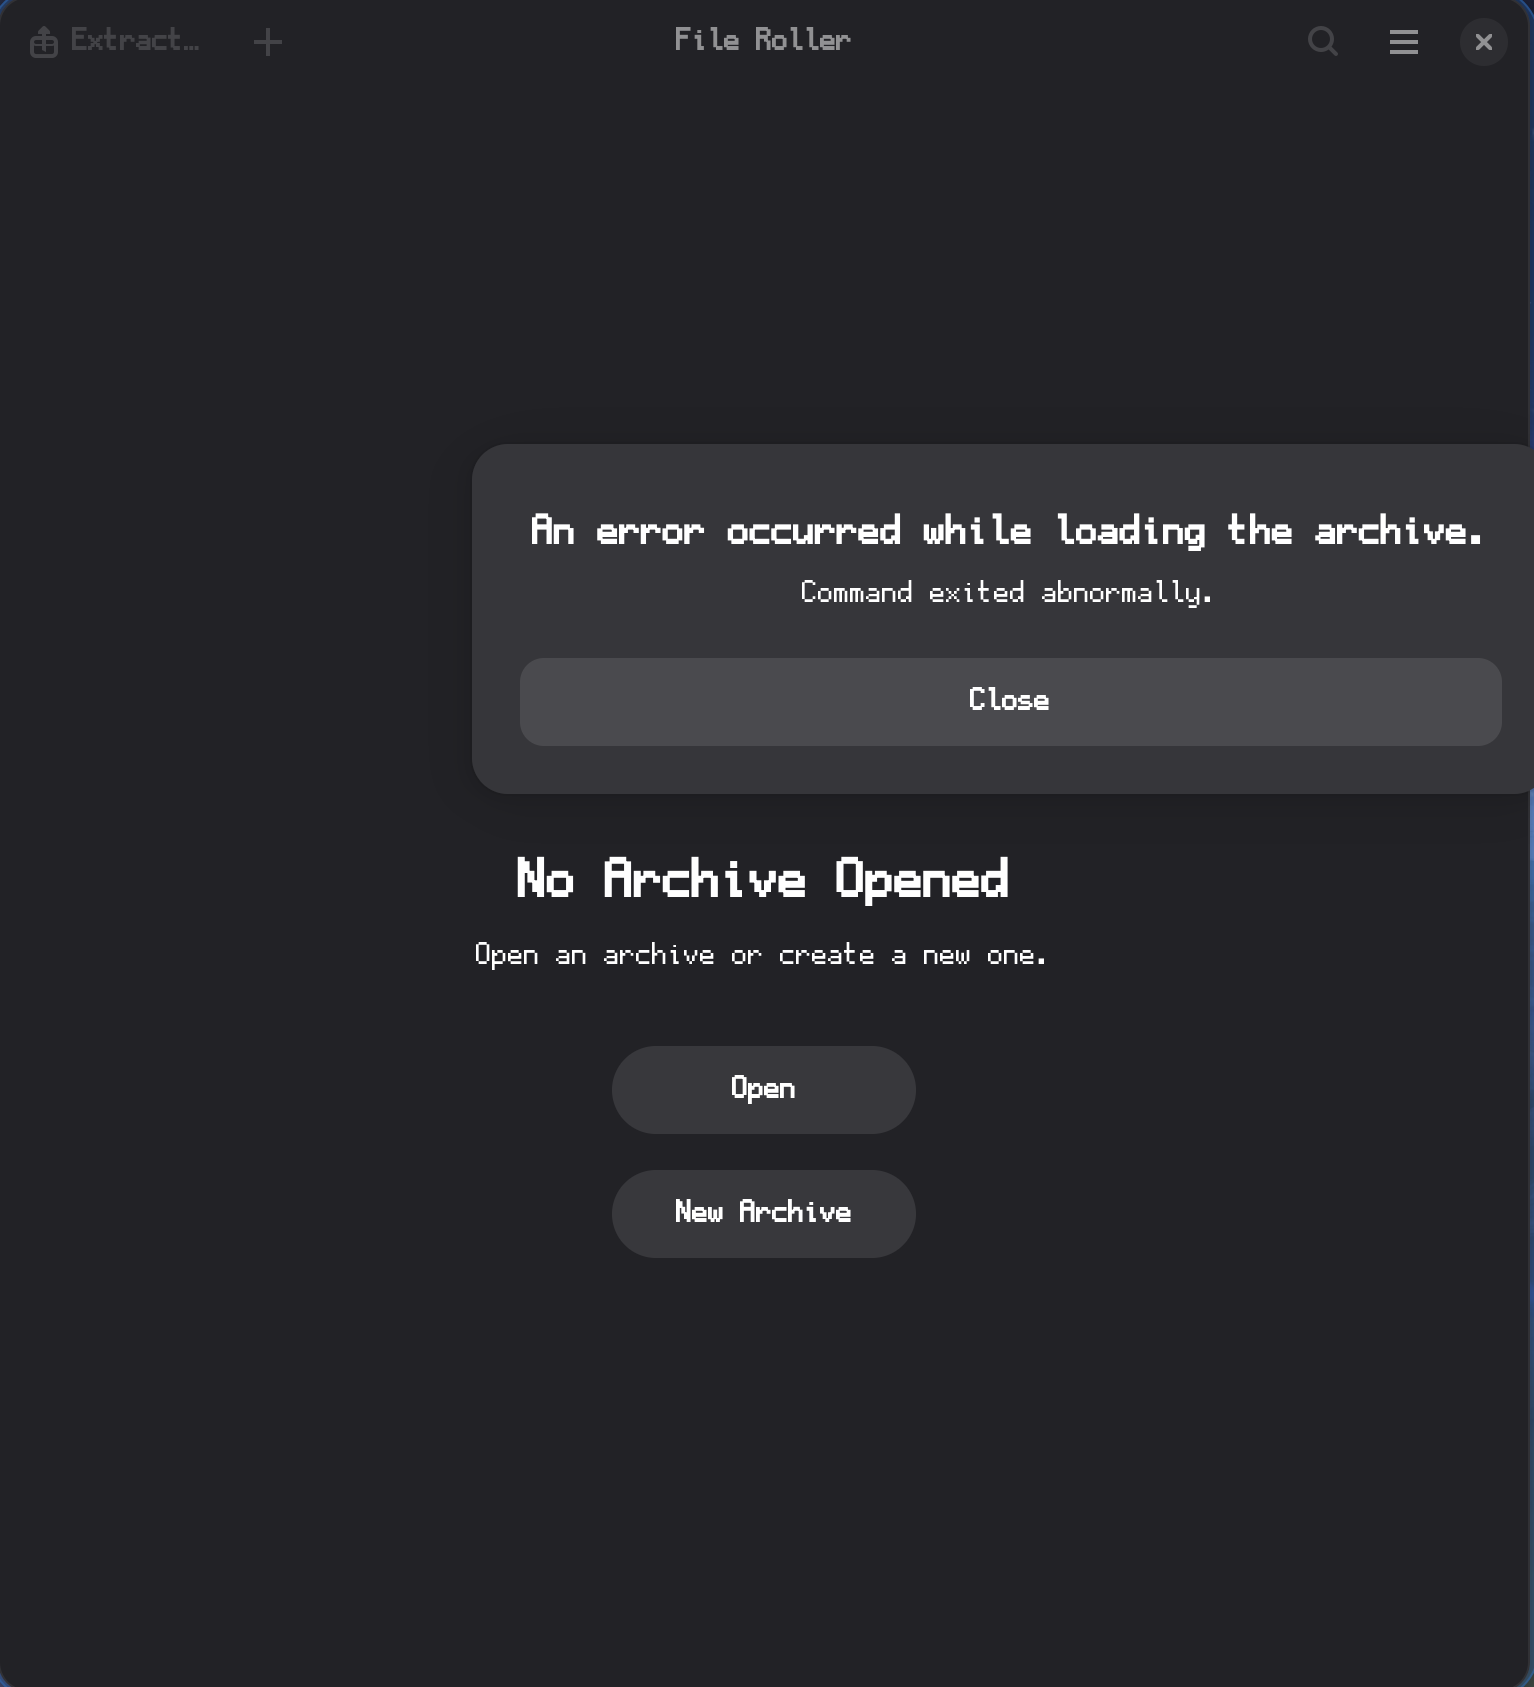 Extract…
File Roller
An error occurred while loading the archive.
Command exited abnormally.
Close
No Archive Opened
Open an archive or create a new one.
Open
New Archive